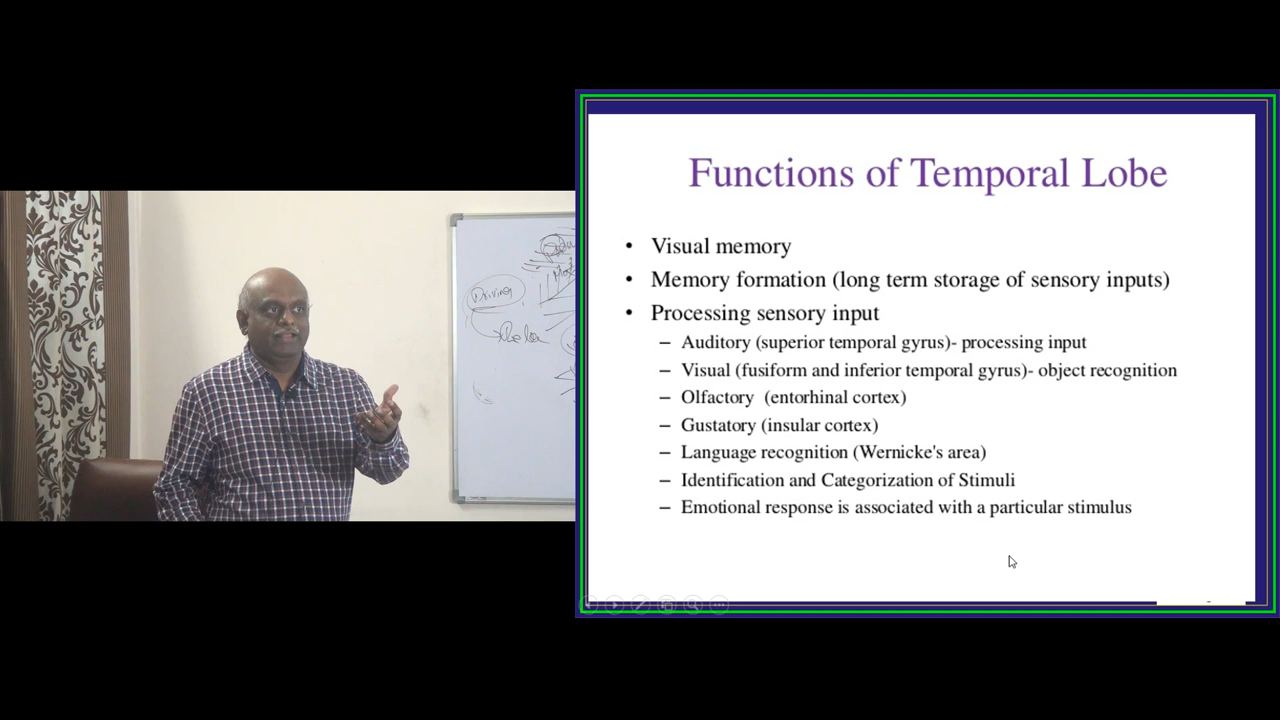 Driving
Functions of Temporal Lobe
• Visual memory
• Memory formation (long term storage of sensory inputs)
• Processing sensory input
– Auditory (superior temporal gyrus)- processing input
– Visual (fusiform and inferior temporal gyrus)- object recognition
– Olfactory (entorhinal cortex)
– Gustatory (insular cortex)
– Language recognition (Wernicke's area)
– Identification and Categorization of Stimuli
– Emotional response is associated with a particular stimulus